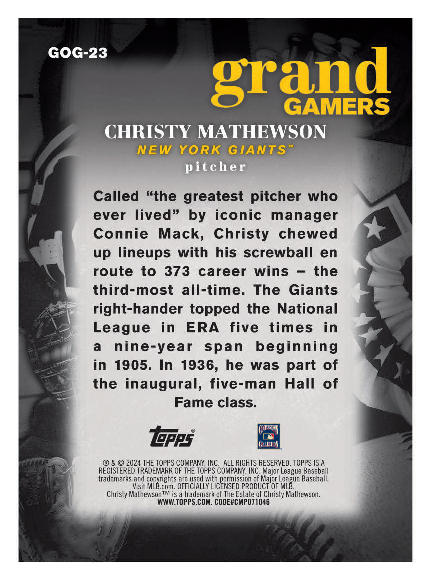 GOG-23
grand
GAMERS
CHRISTY MATHEWSON
NEW YORK GIANTS™
pitcher
Called “the greatest pitcher who
ever lived” by iconic manager
Connie Mack, Christy chewed
up lineups with his screwball en
route to 373 career wins – the
third-most all-time. The Giants
right-hander topped the National
League in ERA five times in
a nine-year span beginning
in 1905. In 1936, he was part of
the inaugural, five-man Hall of
Fame class.
topps®
® & © 2024 THE TOPPS COMPANY, INC. ALL RIGHTS RESERVED. TOPPS IS A
REGISTERED TRADEMARK OF THE TOPPS COMPANY, INC. Major League Baseball
trademarks and copyrights are used with permission of Major League Baseball.
Visit MLB.com. OFFICIALLY LICENSED PRODUCT OF MLB.
Christy Mathewson™ is a trademark of The Estate of Christy Mathewson.
WWW.TOPPS.COM. CODE#CMP071046